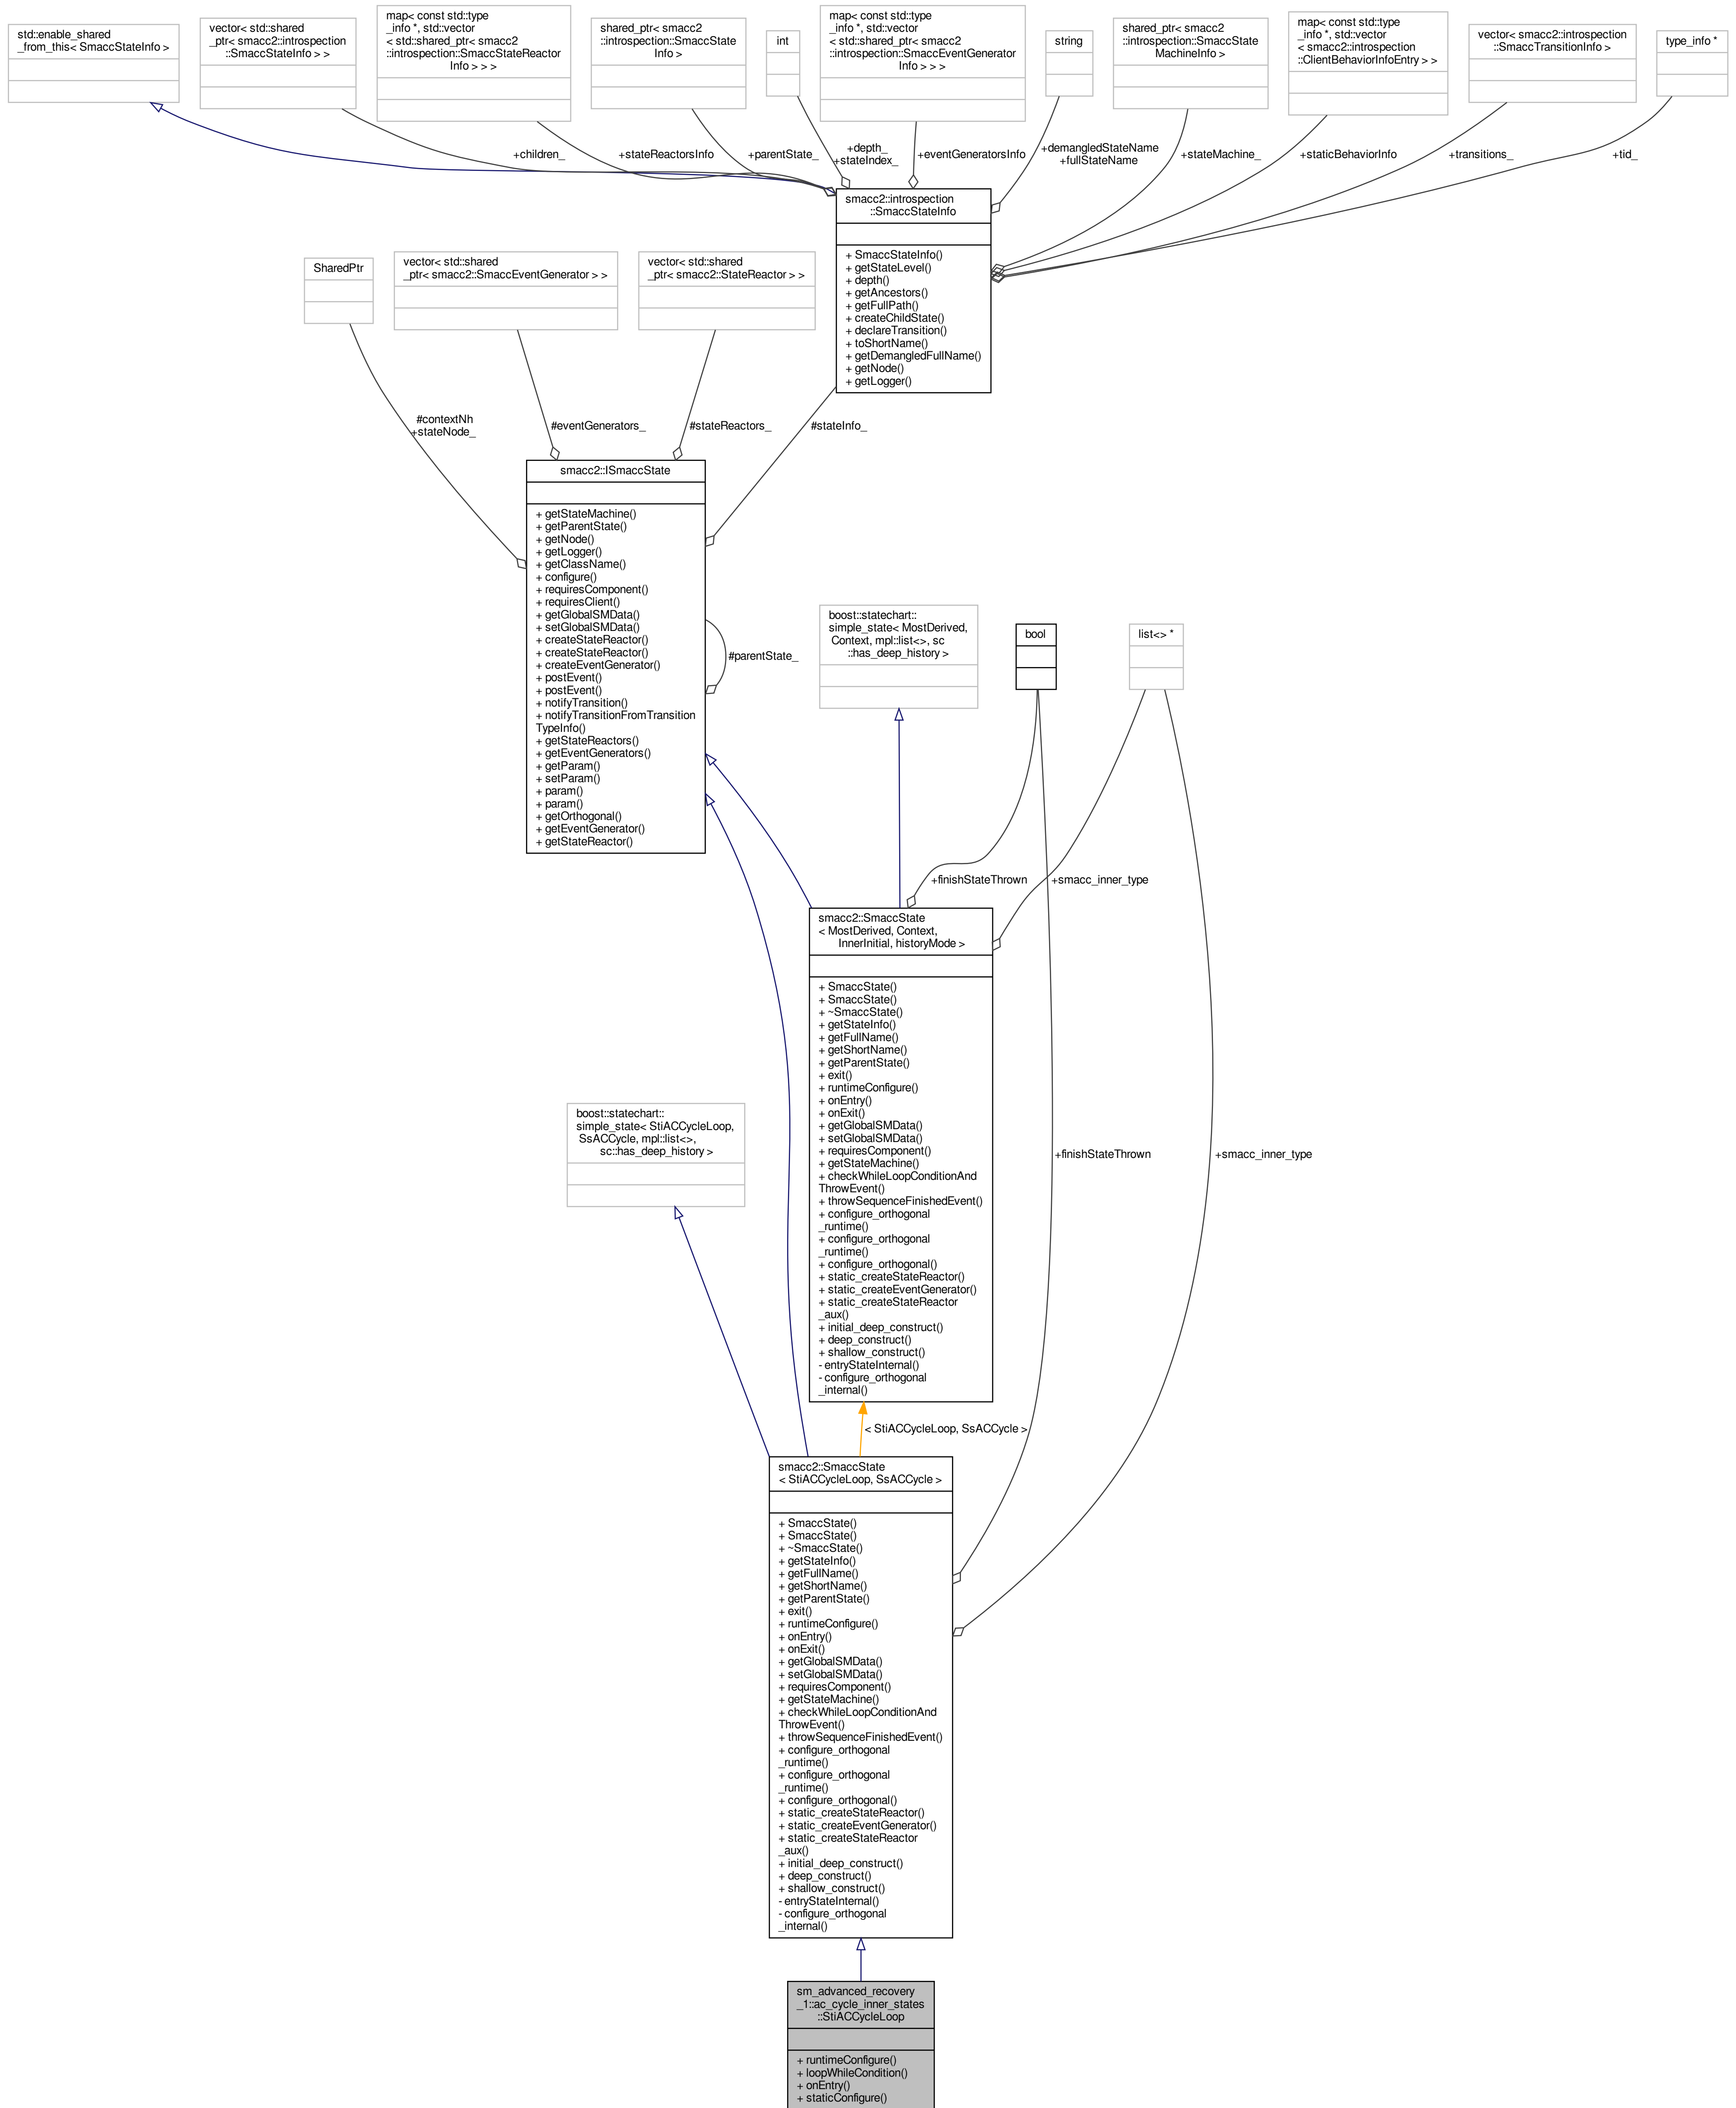 std::enable_shared
_from_this< SmaccStateInfo >
vector< std::shared
_ptr< smacc2::introspection
::SmaccStateInfo > >
map< const std::type
_info *, std::vector
< std::shared_ptr< smacc2
::introspection::SmaccStateReactor
Info > > >
shared_ptr< smacc2
::introspection::SmaccState
Info >
int
map< const std::type
_info *, std::vector
< std::shared_ptr< smacc2
::introspection::SmaccEventGenerator
Info > > >
string
shared_ptr< smacc2
::introspection::SmaccState
MachineInfo >
map< const std::type
_info *, std::vector
< smacc2::introspection
::ClientBehaviorInfoEntry > >
vector< smacc2::introspection
::SmaccTransitionInfo >
type_info *
+children_
+stateReactorsInfo
+parentState_
+depth_
+stateIndex_
+eventGeneratorsInfo
+demangledStateName
+fullStateName
+stateMachine_
+staticBehaviorInfo
+transitions_
+tid_
smacc2::introspection
::SmaccStateInfo
+ SmaccStateInfo()
+ getStateLevel()
+ depth()
+ getAncestors()
+ getFullPath()
+ createChildState()
+ declareTransition()
+ toShortName()
+ getDemangledFullName()
+ getNode()
+ getLogger()
SharedPtr
vector< std::shared
_ptr< smacc2::SmaccEventGenerator > >
vector< std::shared
_ptr< smacc2::StateReactor > >
#contextNh
+stateNode_
#eventGenerators_
#stateReactors_
#stateInfo_
smacc2::ISmaccState
+ getStateMachine()
+ getParentState()
+ getNode()
+ getLogger()
+ getClassName()
+ configure()
+ requiresComponent()
+ requiresClient()
+ getGlobalSMData()
+ setGlobalSMData()
+ createStateReactor()
+ createStateReactor()
+ createEventGenerator()
+ postEvent()
+ postEvent()
+ notifyTransition()
+ notifyTransitionFromTransition
TypeInfo()
+ getStateReactors()
+ getEventGenerators()
+ getParam()
+ setParam()
+ param()
+ param()
+ getOrthogonal()
+ getEventGenerator()
+ getStateReactor()
#parentState_
boost::statechart::
simple_state< MostDerived,
Context, mpl::list<>, sc
::has_deep_history >
bool
list<> *
+finishStateThrown
+smacc_inner_type
smacc2::SmaccState
< MostDerived, Context,
InnerInitial, historyMode >
+ SmaccState()
+ SmaccState()
+ ~SmaccState()
+ getStateInfo()
+ getFullName()
+ getShortName()
+ getParentState()
+ exit()
+ runtimeConfigure()
+ onEntry()
+ onExit()
+ getGlobalSMData()
+ setGlobalSMData()
+ requiresComponent()
+ getStateMachine()
+ checkWhileLoopConditionAnd
ThrowEvent()
+ throwSequenceFinishedEvent()
+ configure_orthogonal
_runtime()
+ configure_orthogonal
_runtime()
+ configure_orthogonal()
+ static_createStateReactor()
+ static_createEventGenerator()
+ static_createStateReactor
_aux()
+ initial_deep_construct()
+ deep_construct()
+ shallow_construct()
- entryStateInternal()
- configure_orthogonal
_internal()
boost::statechart::
simple_state< StiACCycleLoop,
SsACCycle, mpl::list<>,
sc::has_deep_history >
+finishStateThrown
+smacc_inner_type
< StiACCycleLoop, SsACCycle >
smacc2::SmaccState
< StiACCycleLoop, SsACCycle >
+ SmaccState()
+ SmaccState()
+ ~SmaccState()
+ getStateInfo()
+ getFullName()
+ getShortName()
+ getParentState()
+ exit()
+ runtimeConfigure()
+ onEntry()
+ onExit()
+ getGlobalSMData()
+ setGlobalSMData()
+ requiresComponent()
+ getStateMachine()
+ checkWhileLoopConditionAnd
ThrowEvent()
+ throwSequenceFinishedEvent()
+ configure_orthogonal
_runtime()
+ configure_orthogonal
_runtime()
+ configure_orthogonal()
+ static_createStateReactor()
+ static_createEventGenerator()
+ static_createStateReactor
_aux()
+ initial_deep_construct()
+ deep_construct()
+ shallow_construct()
- entryStateInternal()
- configure_orthogonal
_internal()
sm_advanced_recovery
_1::ac_cycle_inner_states
::StiACCycleLoop
+ runtimeConfigure()
+ loopWhileCondition()
+ onEntry()
+ staticConfigure()